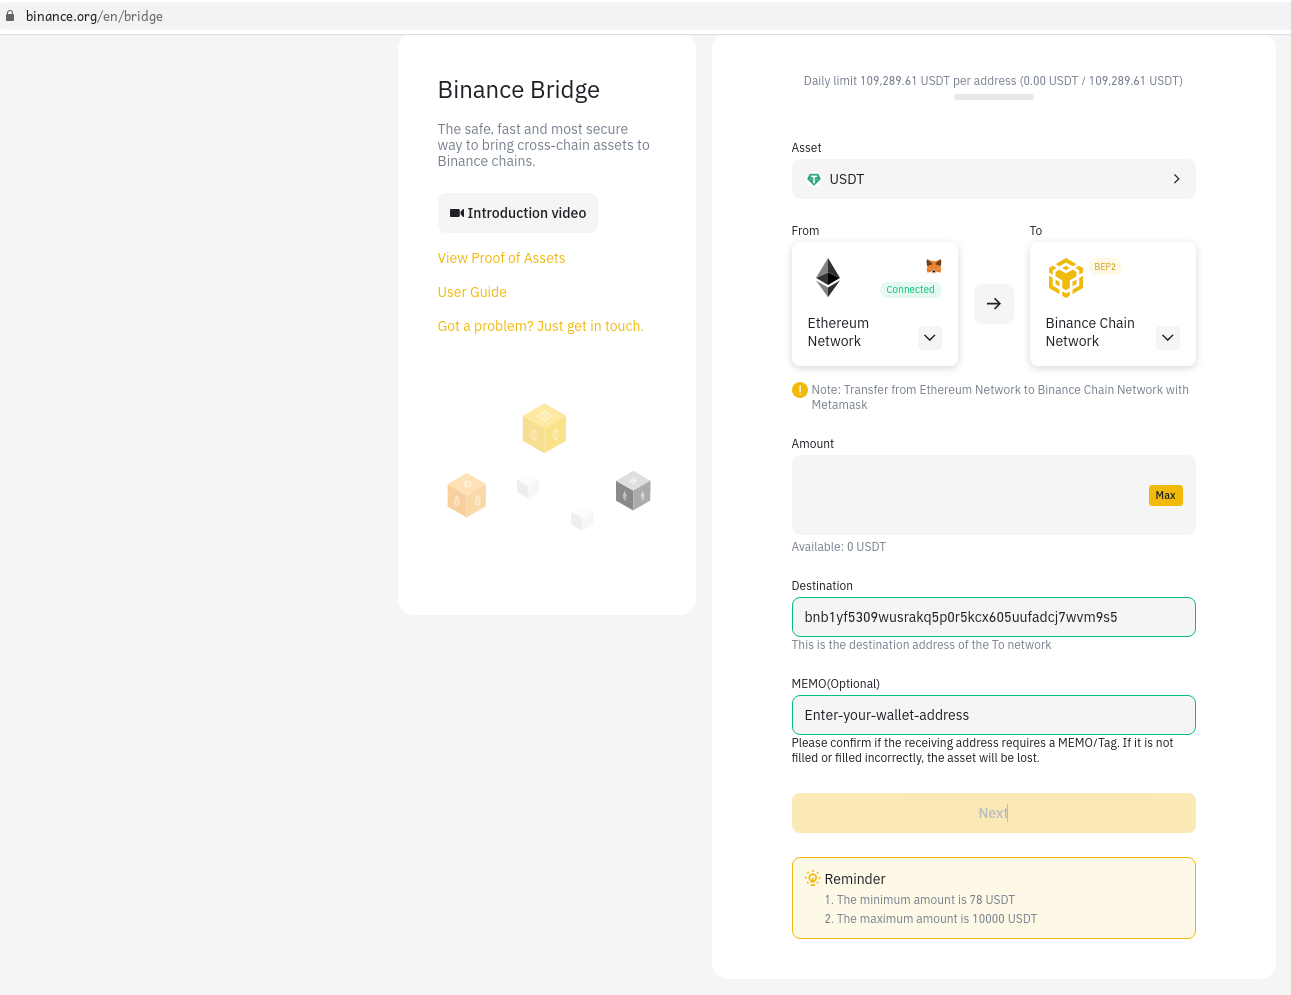 binance.org/en/bridge
Binance Bridge
The safe, fast and most secure
way to bring cross-chain assets to
Binance chains.
Introduction video
View Proof of Assets
User Guide
Got a problem? Just get in touch.
Daily limit 109,289.61 USDT per address (0.00 USDT / 109,289.61 USDT)
Asset
USDT
From
To
Connected
Ethereum
Network
BEP2
Binance Chain
Network
Note: Transfer from Ethereum Network to Binance Chain Network with
Metamask
Amount
Max
Available: 0 USDT
Destination
bnb1yf5309wusrakq5p0r5kcx605uufadcj7wvm9s5
This is the destination address of the To network
MEMO(Optional)
Enter-your-wallet-address
Please confirm if the receiving address requires a MEMO/Tag. If it is not
filled or filled incorrectly, the asset will be lost.
Next
Reminder
1. The minimum amount is 78 USDT
2. The maximum amount is 10000 USDT